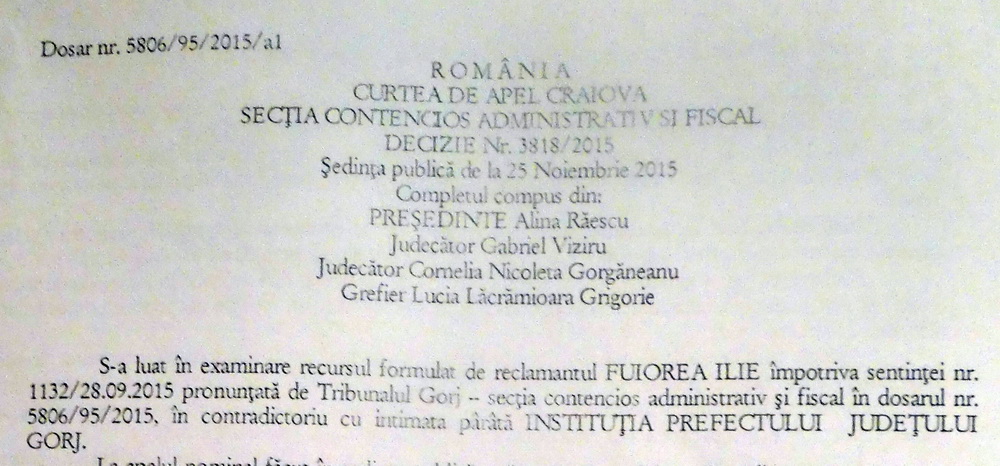 Dosar nr. 5806/95/2015/a1
ROMÂNIA
CURTEA DE APEL CRAIOVA
SECŢIA CONTENCIOS ADMINISTRATIV SI FISCAL
DECIZIE Nr. 3818/2015
Şedinţa publică de la 25 Noiembrie 2015
Completul compus din:
PREŞEDINTE Alina Răescu
Judecător Gabriel Viziru
Judecător Cornelia Nicoleta Gorgăneanu
Grefier Lucia Lăcrămioara Grigorie
S-a luat în examinare recursul formulat de reclamantul FUIOREA ILIE împotriva sentinţei nr.
1132/28.09.2015 pronunţată de Tribunalul Gorj – secţia contencios administrativ şi fiscal în dosarul nr.
5806/95/2015, în contradictoriu cu intimata pârâtă INSTITUŢIA PREFECTULUI JUDEŢULUI
GORJ.